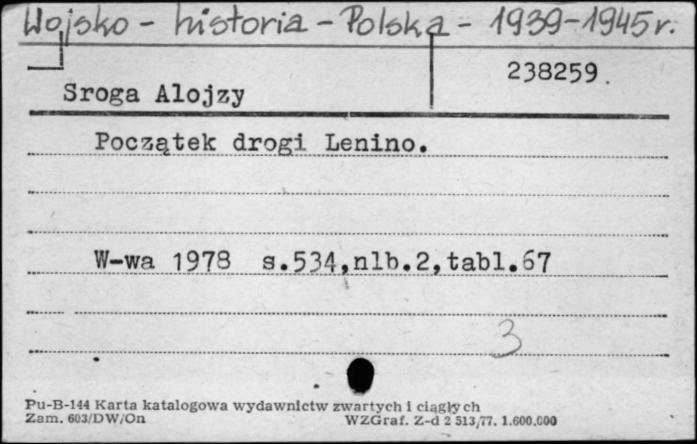 Wojsko - historia - Polska - 1939-1945 r.
238259.
Sroga Alojzy
Początek drogi Lenino.
W-wa 1978 s.534,nlb.2,tabl.67
3
Pu-B-144 Karta katalogowa wydawnictw zwartych i ciągłych
Zam. 603/DW/On WZGraf. Z-d 2 513/77. 1.600.000